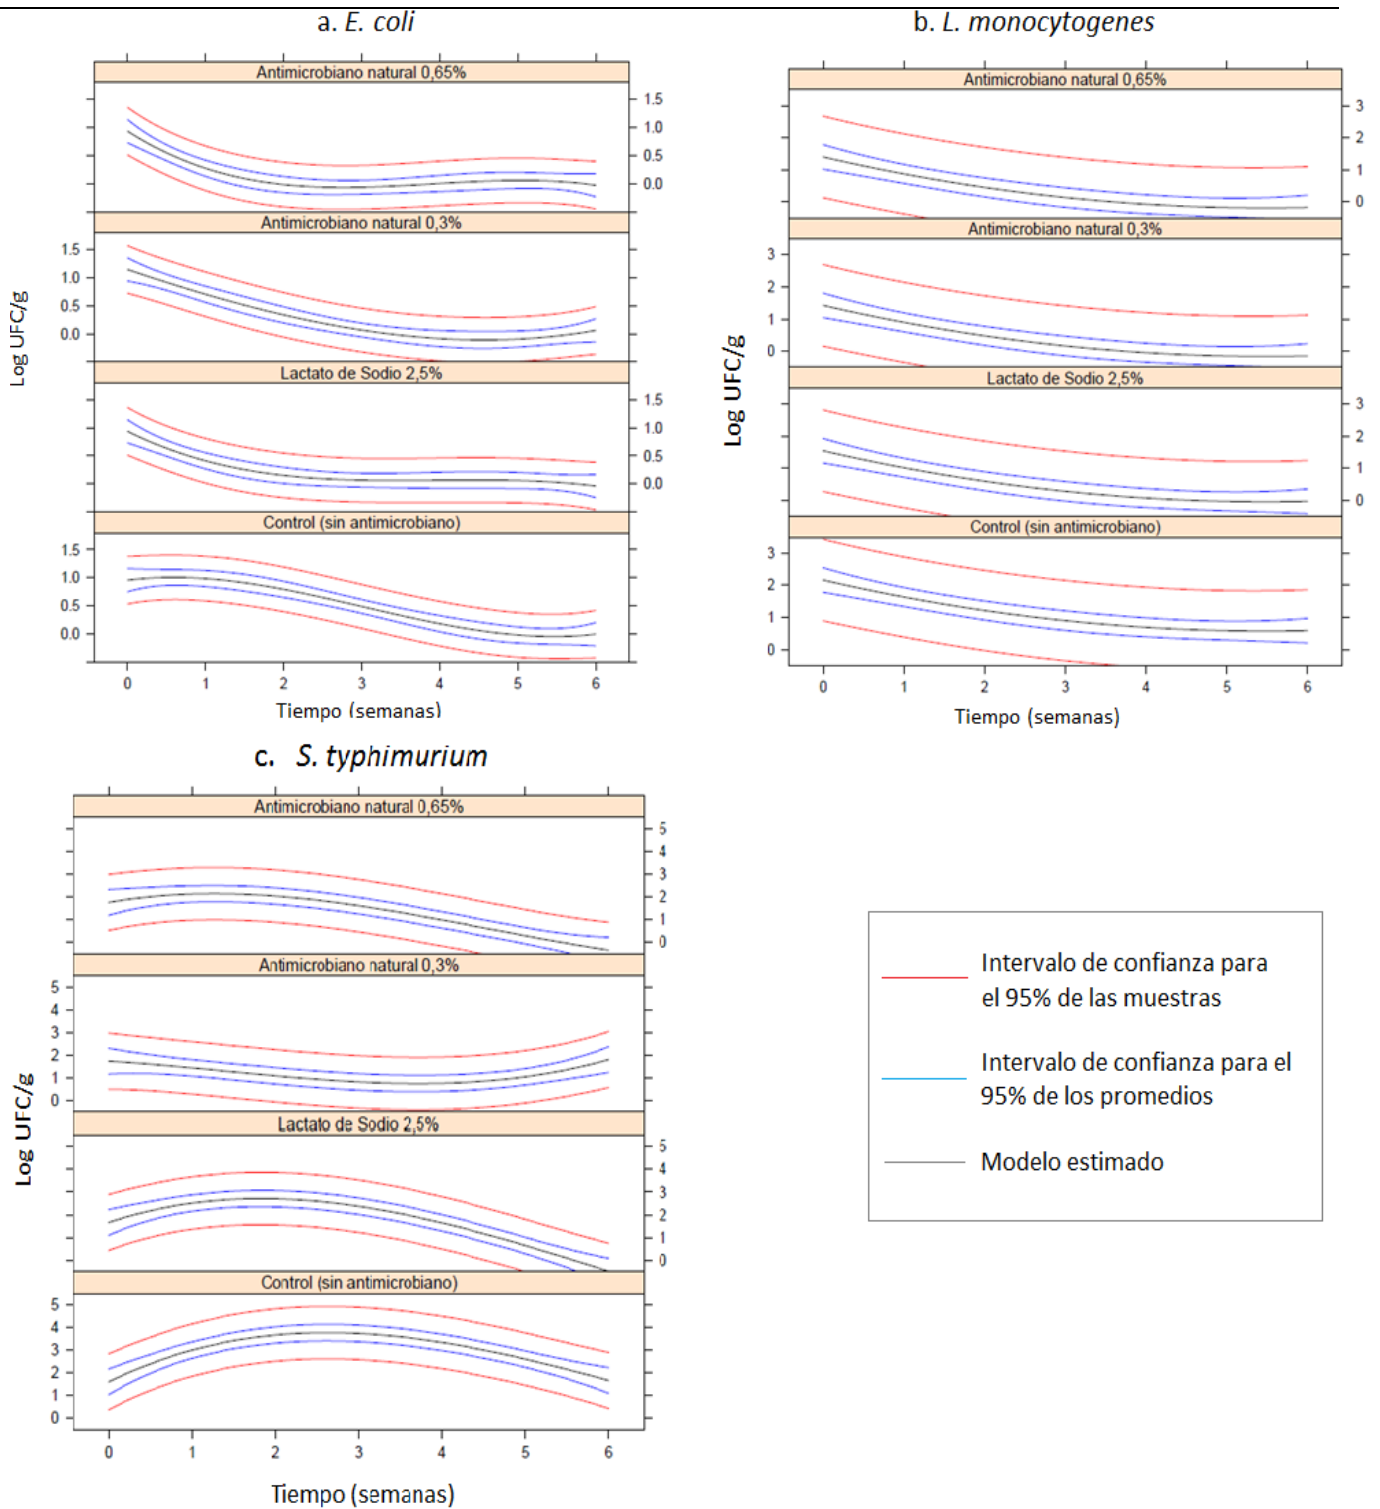 a. E. coli
Antimicrobiano natural 0,65%
1.5
1.0
0.5
0.0
Antimicrobiano natural 0,3%
1.5
1.0
0.5
0.0
Log UFC/g
Lactato de Sodio 2,5%
1.5
1.0
0.5
0.0
Control (sin antimicrobiano)
1.5
1.0
0.5
0.0
0 1 2 3 4 5 6
Tiempo (semanas)
b. L. monocytogenes
Antimicrobiano natural 0,65%
3
2
1
0
Antimicrobiano natural 0,3%
3
2
1
0
Log UFC/g
Lactato de Sodio 2,5%
3
2
1
0
Control (sin antimicrobiano)
3
2
1
0
0 1 2 3 4 5 6
Tiempo (semanas)
c. S. typhimurium
Antimicrobiano natural 0,65%
5
4
3
2
1
0
Antimicrobiano natural 0,3%
5
4
3
2
1
0
Log UFC/g
Lactato de Sodio 2,5%
5
4
3
2
1
0
Control (sin antimicrobiano)
5
4
3
2
1
0
0 1 2 3 4 5 6
Tiempo (semanas)
Intervalo de confianza para
el 95% de las muestras
Intervalo de confianza para el
95% de los promedios
Modelo estimado